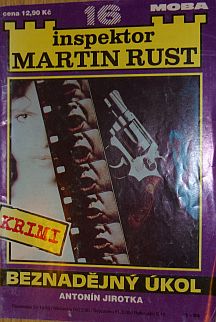 cena 12,90 Kč 16 MOBA
inspektor
MARTIN RUST
KRIMI
BEZNADĚJNÝ ÚKOL
ANTONÍN JIROTKA